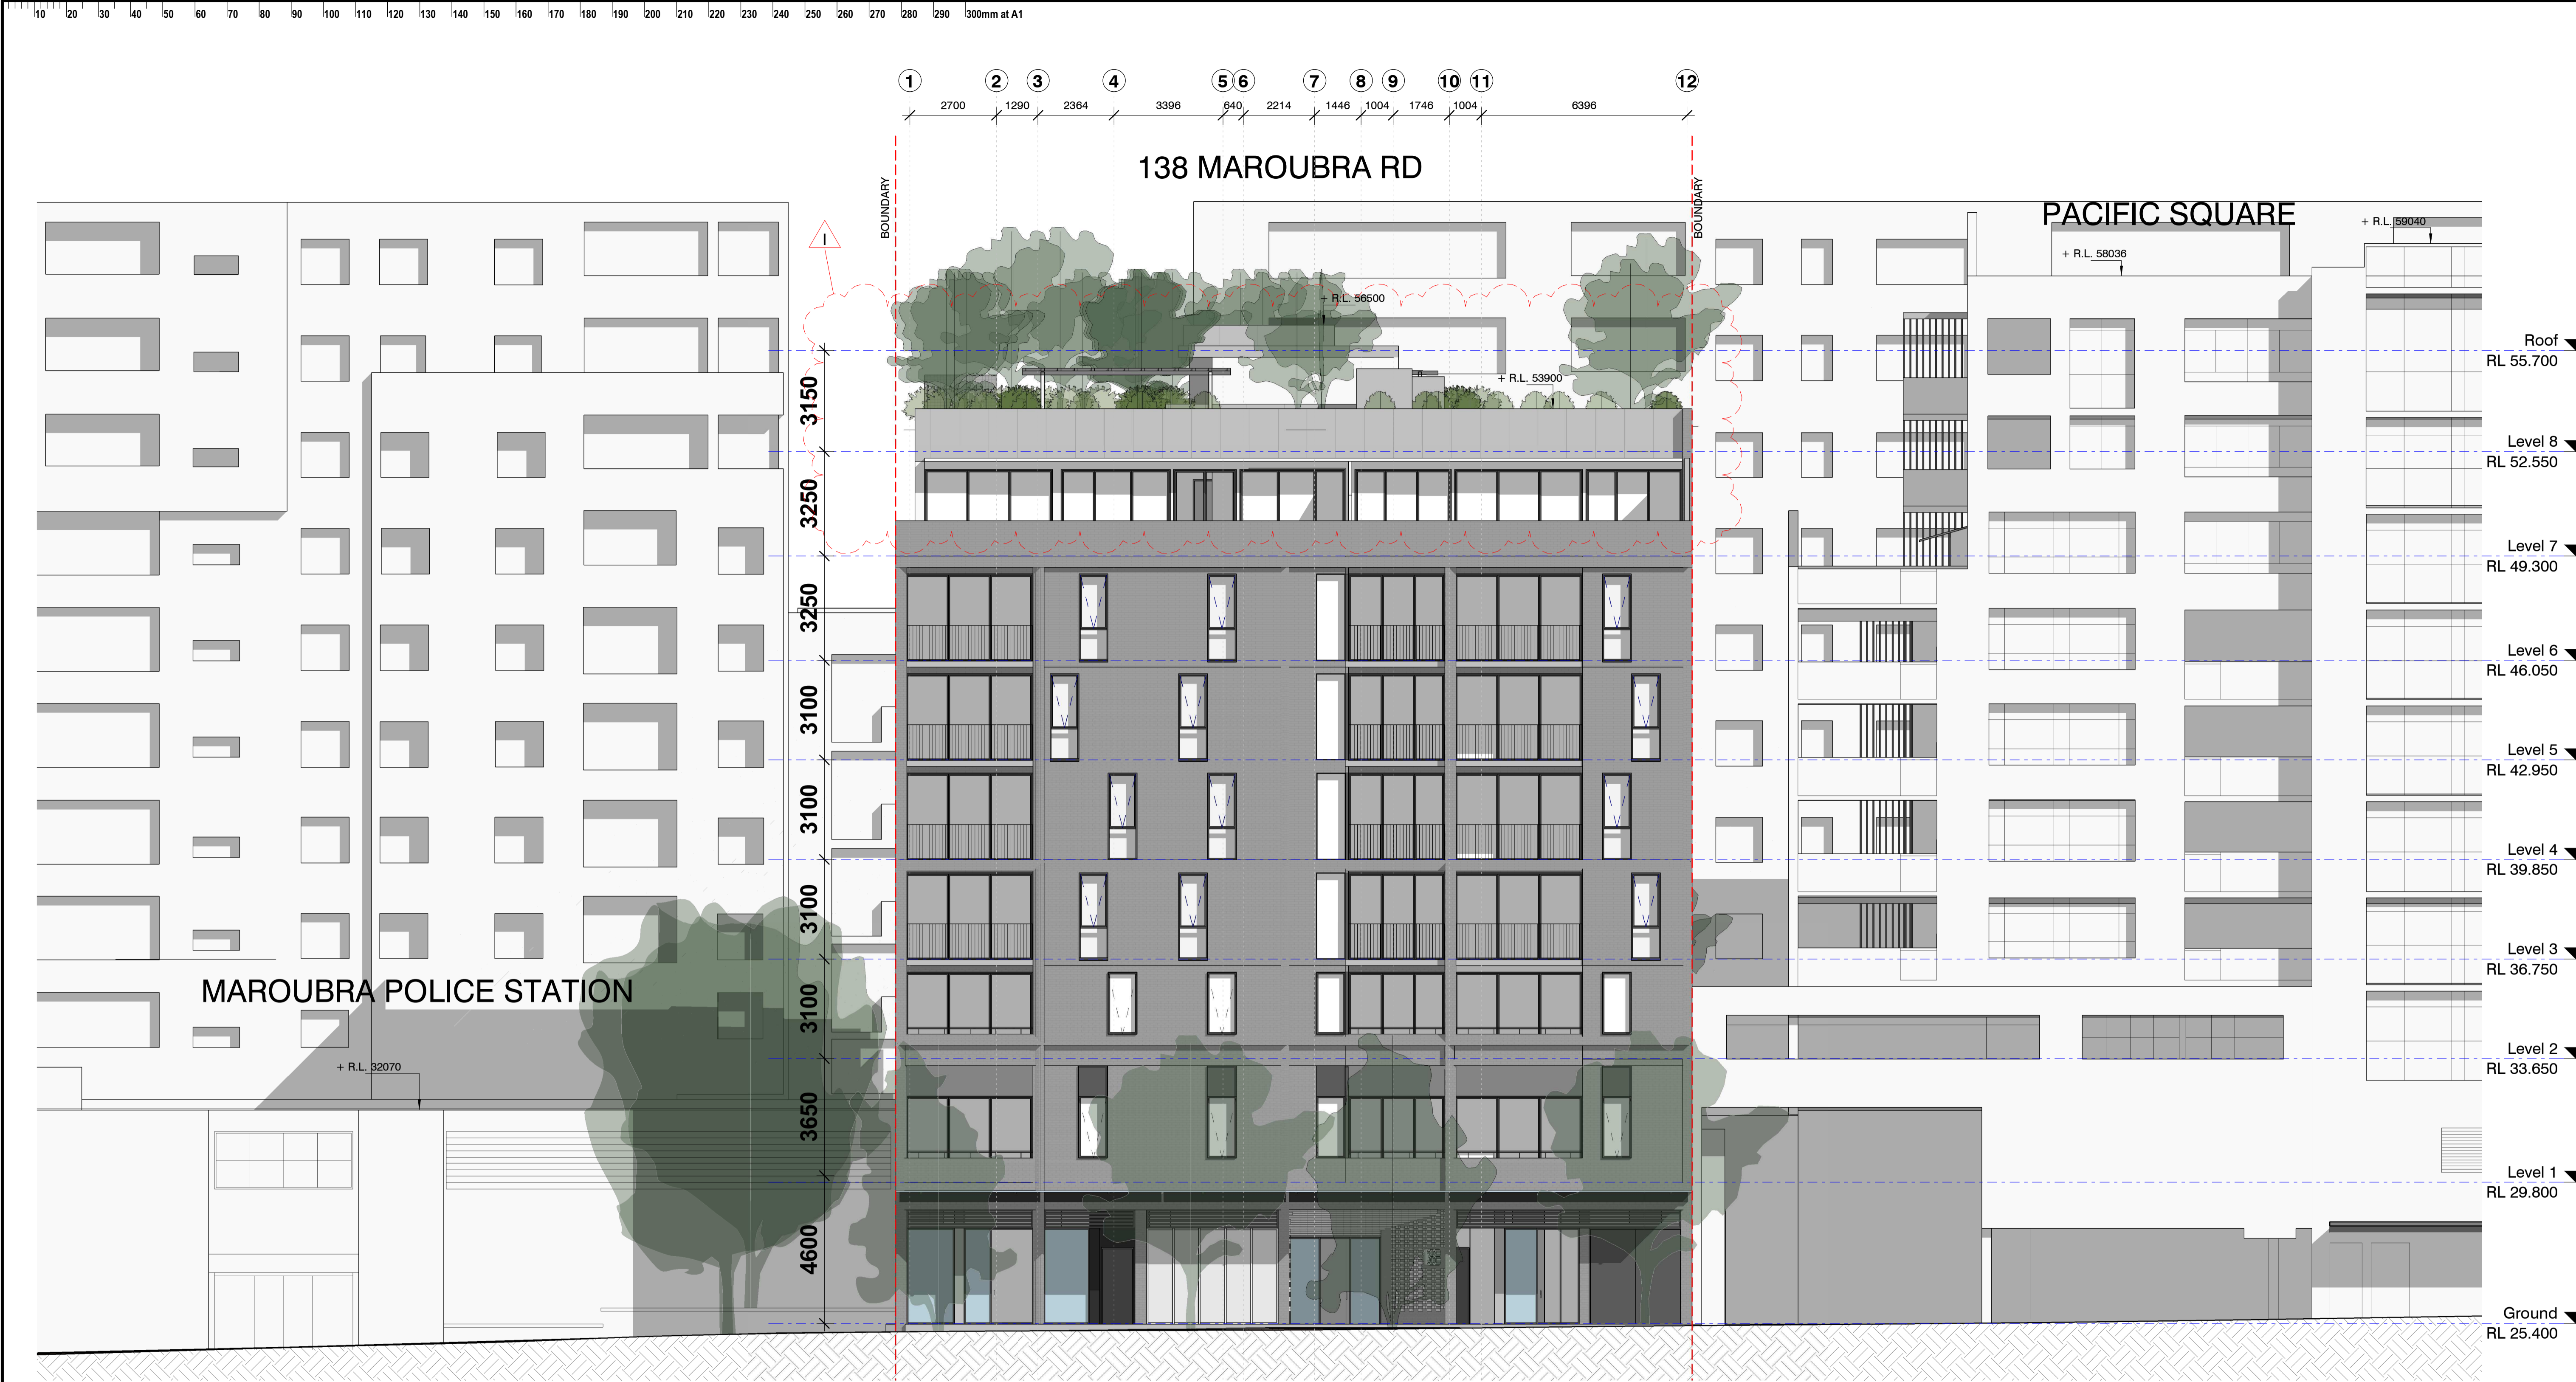 10 20 30 40 50 60 70 80 90 100 110 120 130 140 150 160 170 180 190 200 210 220 230 240 250 260 270 280 290 300mm at A1
1 2 3 4 5 6 7 8 9 10 11 12
2700 1290 2364 3396 640 2214 1446 1004 1746 1004 6396
138 MAROUBRA RD
BOUNDARY
BOUNDARY
PACIFIC SQUARE
+ R.L. 59040
I
+ R.L. 58036
+ R.L. 56500
Roof
RL 55.700
+ R.L. 53900
3150
Level 8
RL 52.550
3250
Level 7
RL 49.300
3250
Level 6
RL 46.050
3100
Level 5
RL 42.950
3100
Level 4
RL 39.850
3100
Level 3
RL 36.750
MAROUBRA POLICE STATION
3100
Level 2
RL 33.650
+ R.L. 32070
3650
Level 1
RL 29.800
4600
Ground
RL 25.400